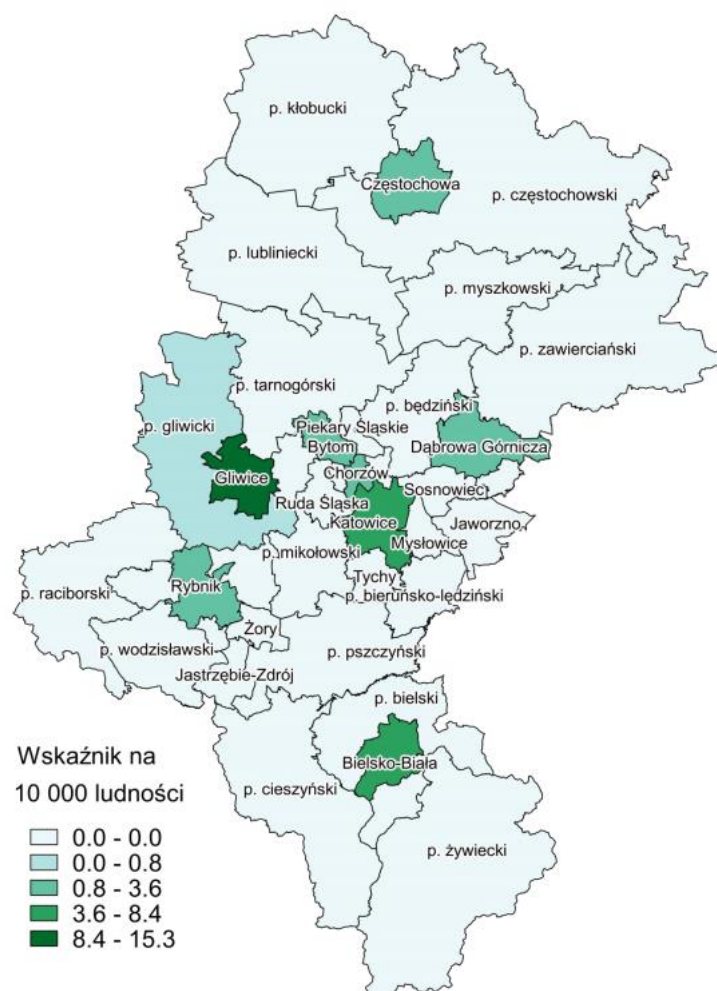 p. kłobucki
Częstochowa
p. częstochowski
p. lubliniecki
p. myszkowski
p. zawierciański
p. tarnogórski
p. będziński
p. gliwicki
Piekary Śląskie
Bytom
Dąbrowa Górnicza
Gliwice
Chorzów
Sosnowiec
Ruda Śląska
Katowice
Jaworzno
Mysłowice
p. mikołowski
Tychy
Rybnik
p. raciborski
p. bieruńsko-lędziński
Żory
p. wodzisławski
p. pszczyński
Jastrzębie-Zdrój
p. bielski
Bielsko-Biała
p. cieszyński
p. żywiecki
Wskaźnik na
10 000 ludności
0.0 - 0.0
0.0 - 0.8
0.8 - 3.6
3.6 - 8.4
8.4 - 15.3